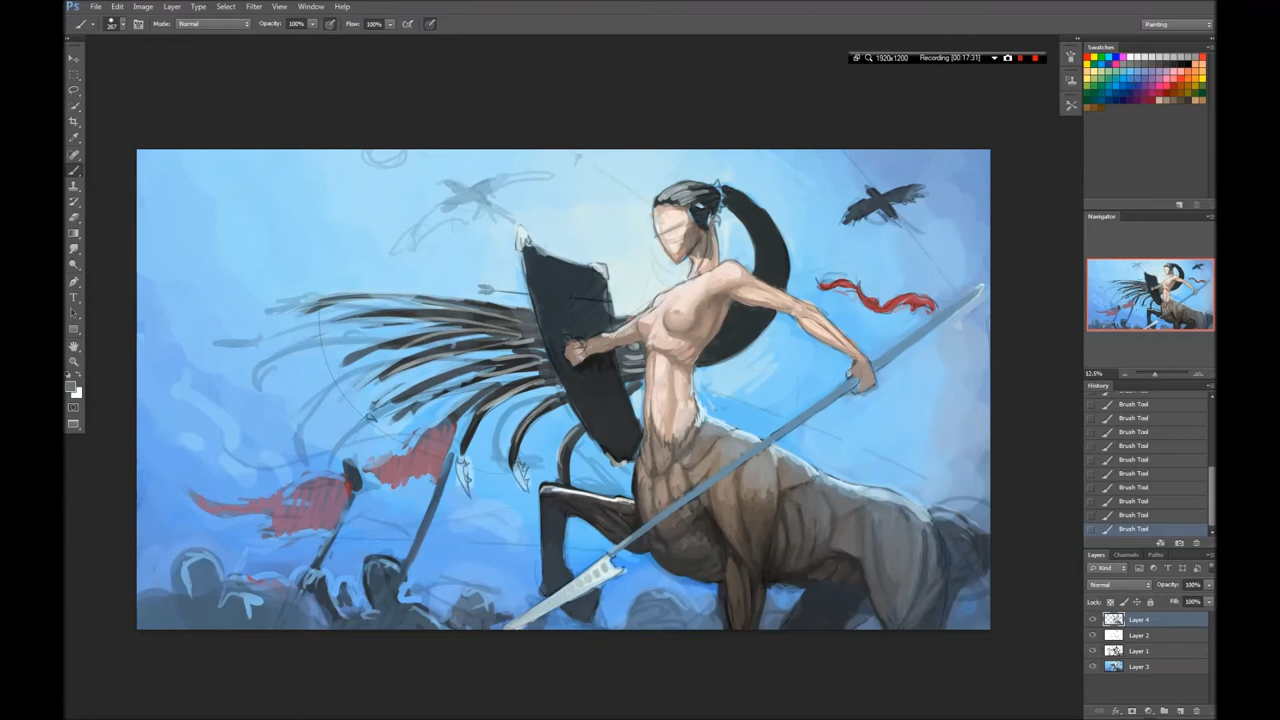 Ps File Edit Image Layer Type Select Filter View Window Help
267 Mode: Normal Opacity: 100% Flow: 100% Painting
1920x1200 Recording [00:17:31]
Swatches
Navigator
12.5%
History
Brush Tool
Brush Tool
Brush Tool
Brush Tool
Brush Tool
Brush Tool
Brush Tool
Brush Tool
Brush Tool
Brush Tool
Layers Channels Paths
Kind
Normal Opacity: 100%
Lock: Fill: 100%
Layer 4
Layer 2
Layer 1
Layer 3